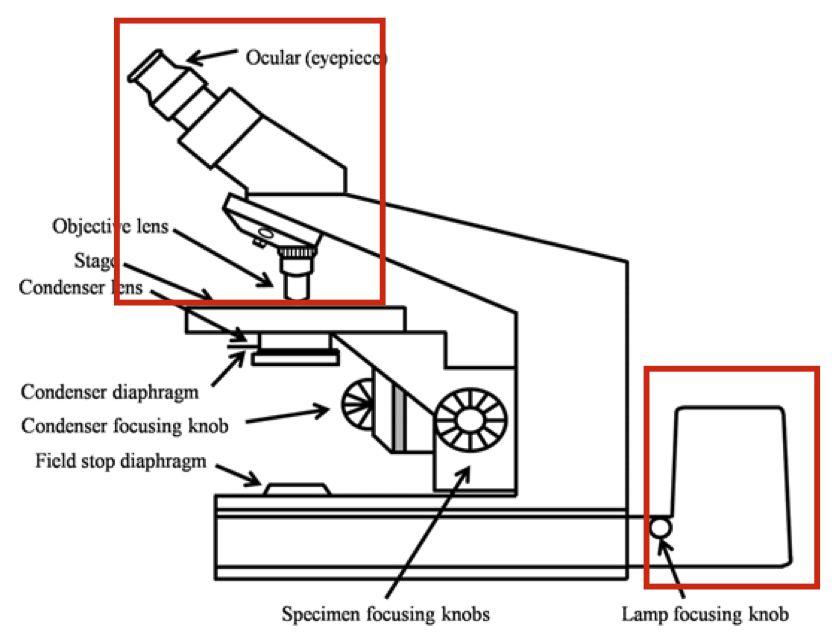 Ocular (eyepiece)
Objective lens
Stage
Condenser lens
Condenser diaphragm
Condenser focusing knob
Field stop diaphragm
Specimen focusing knobs
Lamp focusing knob